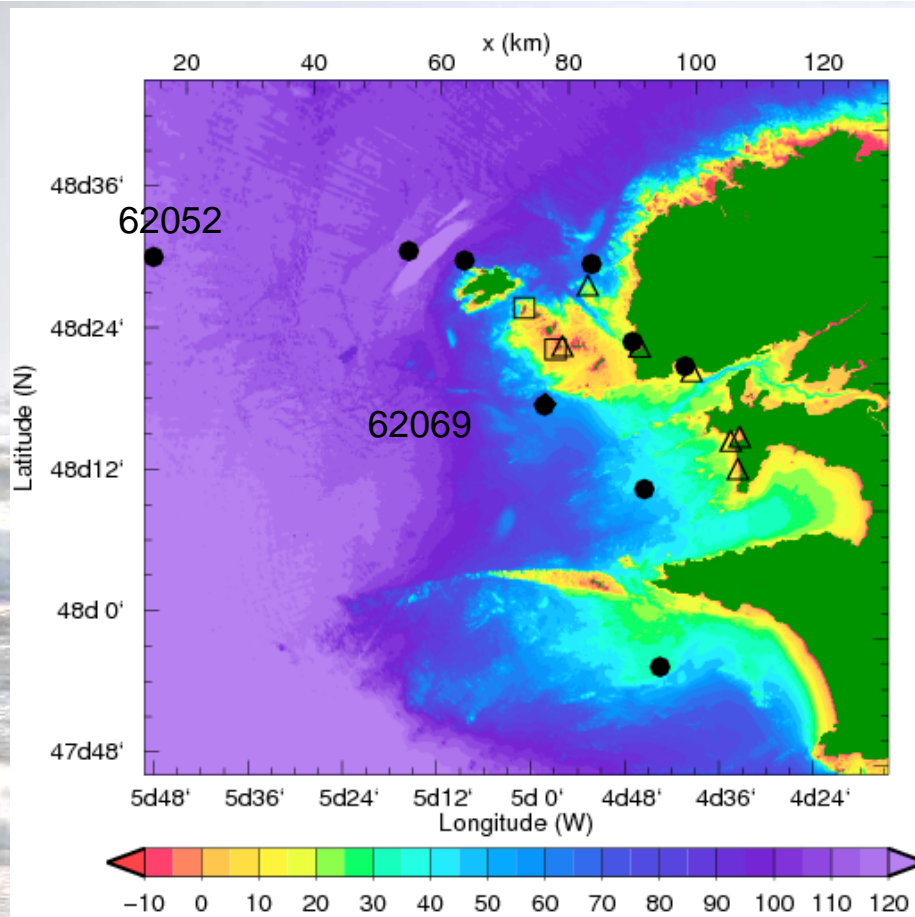 x (km)
20 40 60 80 100 120
48d36'
62052
48d24'
62069
48d12'
48d 0'
47d48'
Latitude (N)
5d48' 5d36' 5d24' 5d12' 5d 0' 4d48' 4d36' 4d24'
Longitude (W)
−10 0 10 20 30 40 50 60 70 80 90 100 110 120